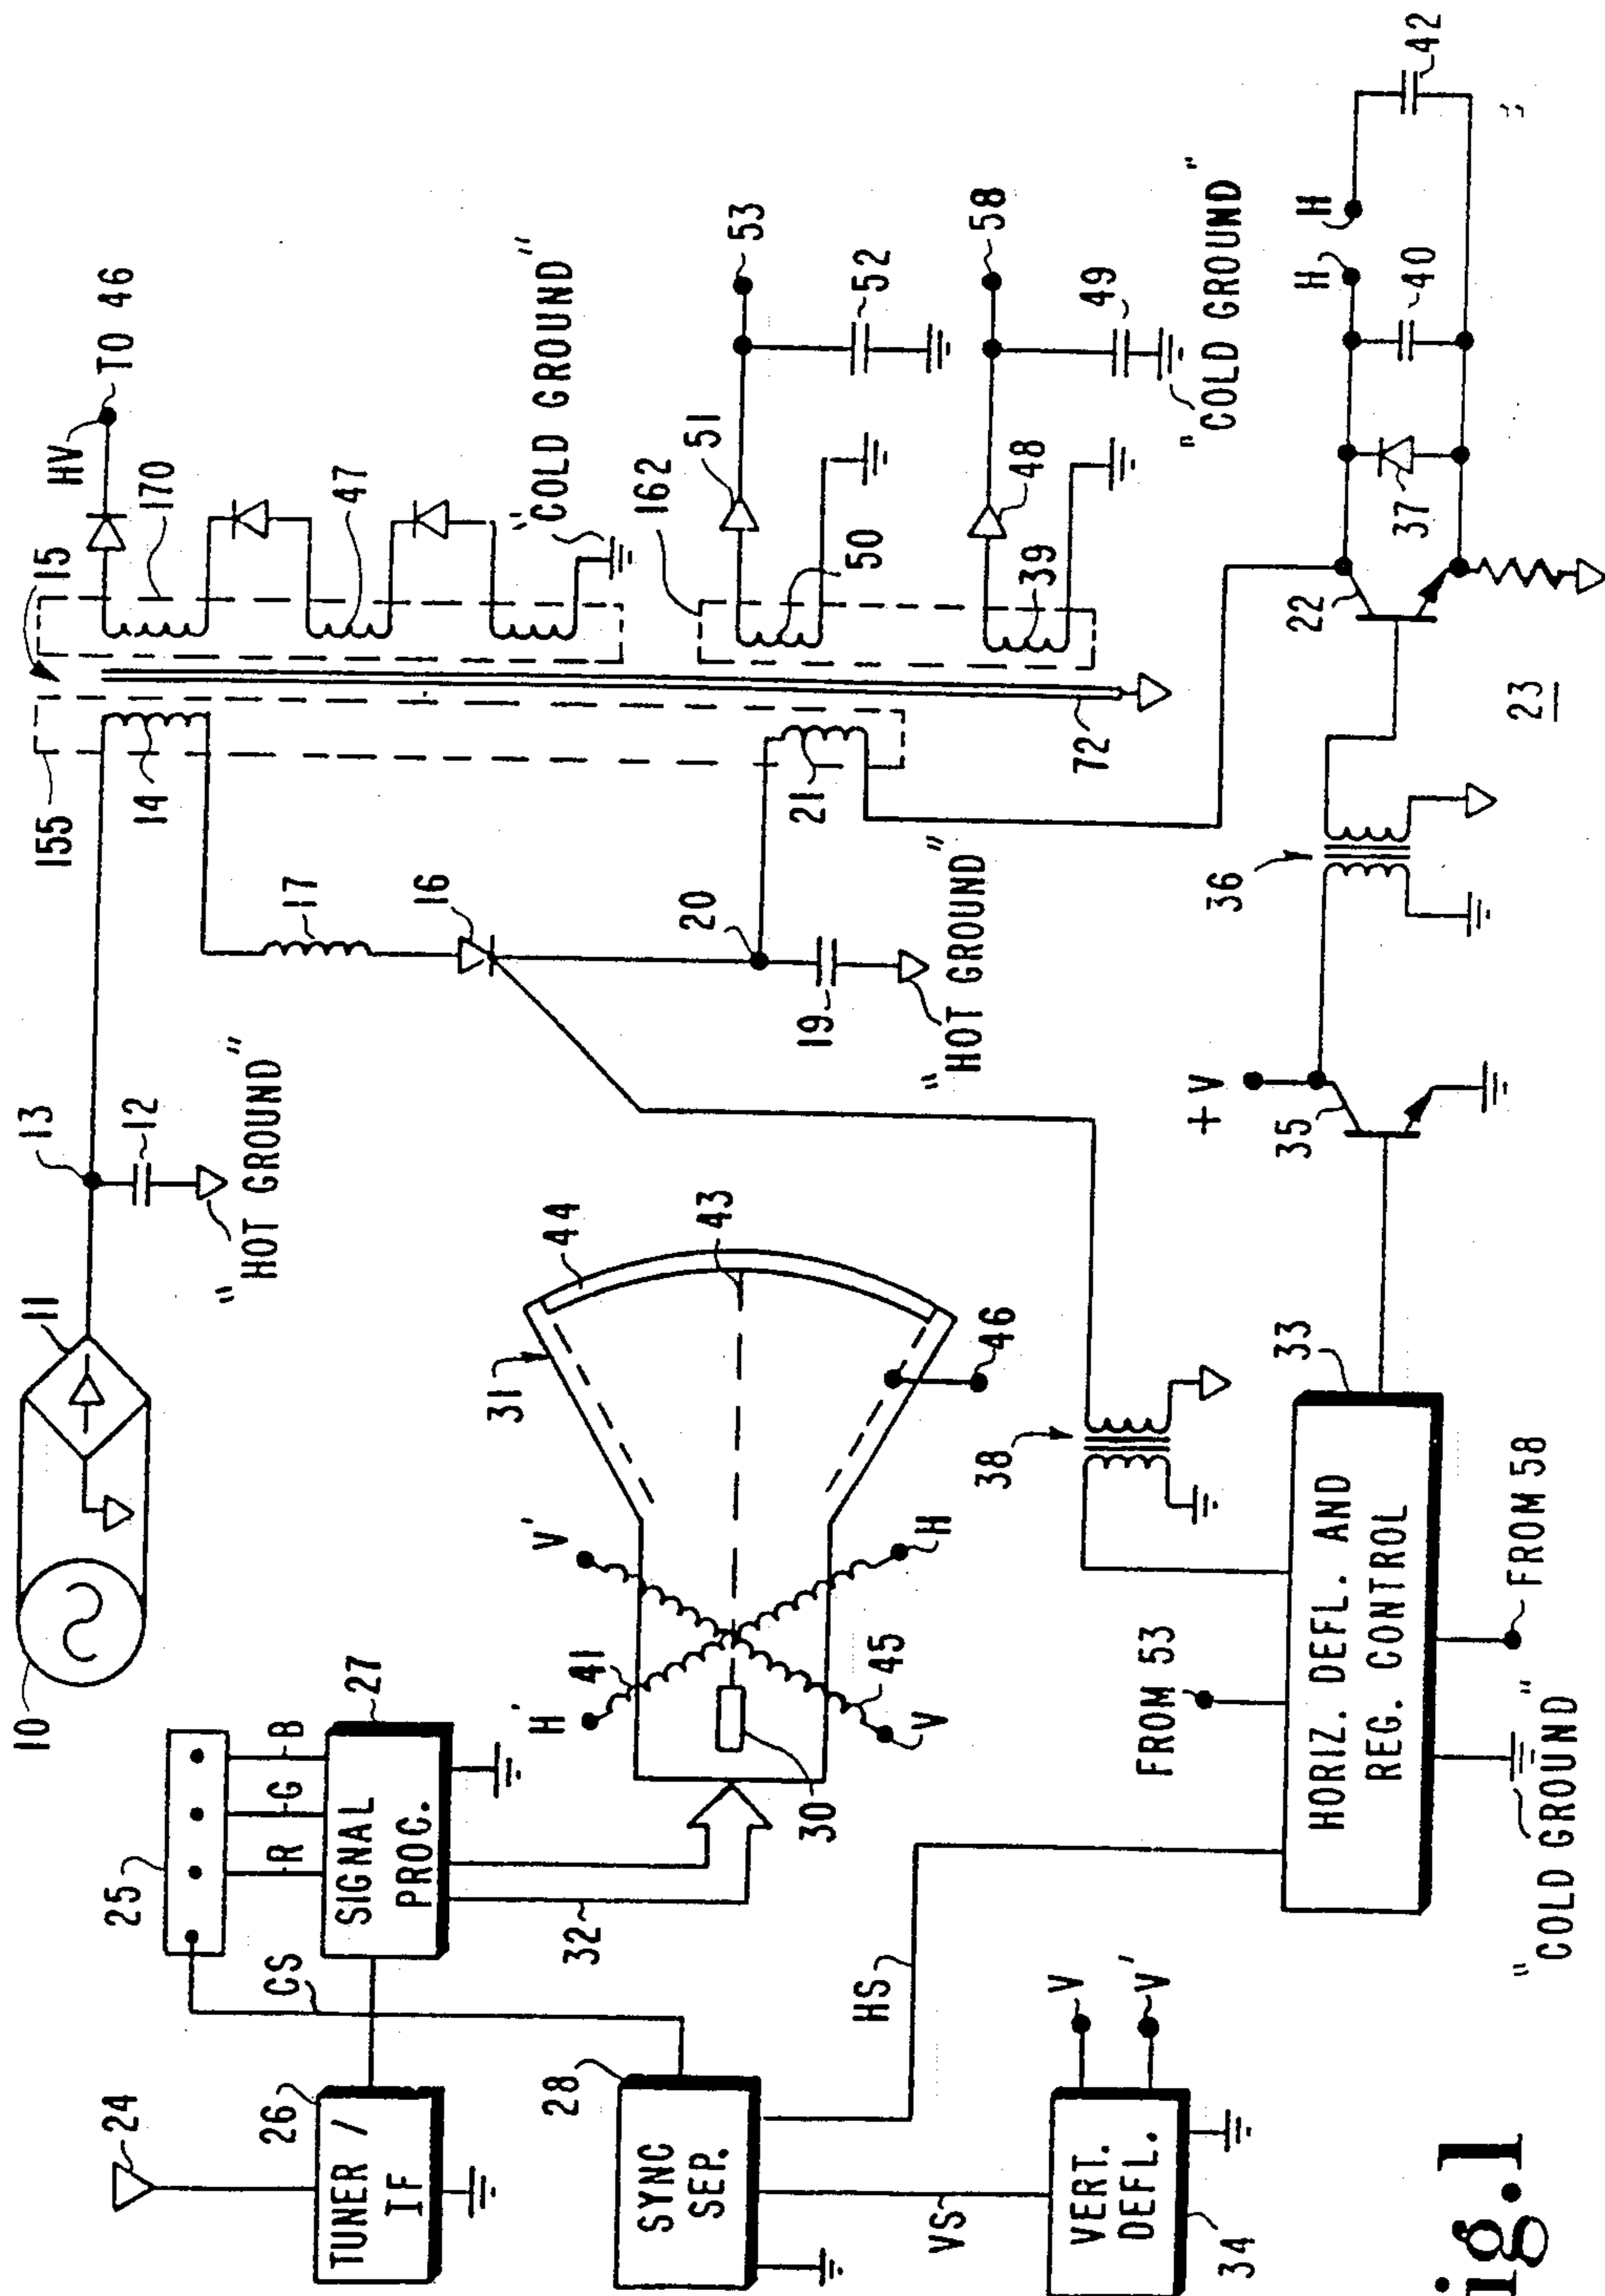 10
11
13
12
"HOT GROUND"
155
14
15
HV
TO 46
170
47
"COLD GROUND"
17
16
20
19
"HOT GROUND"
21
72
162
51
53
52
50
58
48
49
39
"COLD GROUND"
25
R
G
B
27
SIGNAL
PROC.
CS
24
26
TUNER /
IF
32
28
SYNC
SEP.
HS
VS
VERT.
DEFL.
34
V
V'
H'
41
V'
H
45
V
30
31
44
43
46
38
FROM 53
33
HORIZ. DEFL. AND
REG. CONTROL
"COLD GROUND"
FROM 58
+V
35
36
23
22
37
40
H
H
42
ig.1